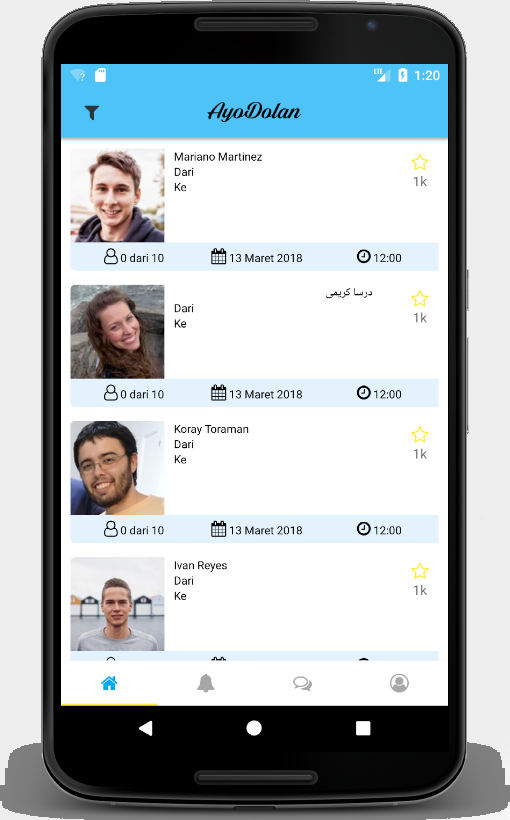 LTE 1:20
AyoDolan
Mariano Martinez
Dari
Ke
1k
0 dari 10 13 Maret 2018 12:00
درسا کریمی
Dari
Ke
1k
0 dari 10 13 Maret 2018 12:00
Koray Toraman
Dari
Ke
1k
0 dari 10 13 Maret 2018 12:00
Ivan Reyes
Dari
Ke
1k